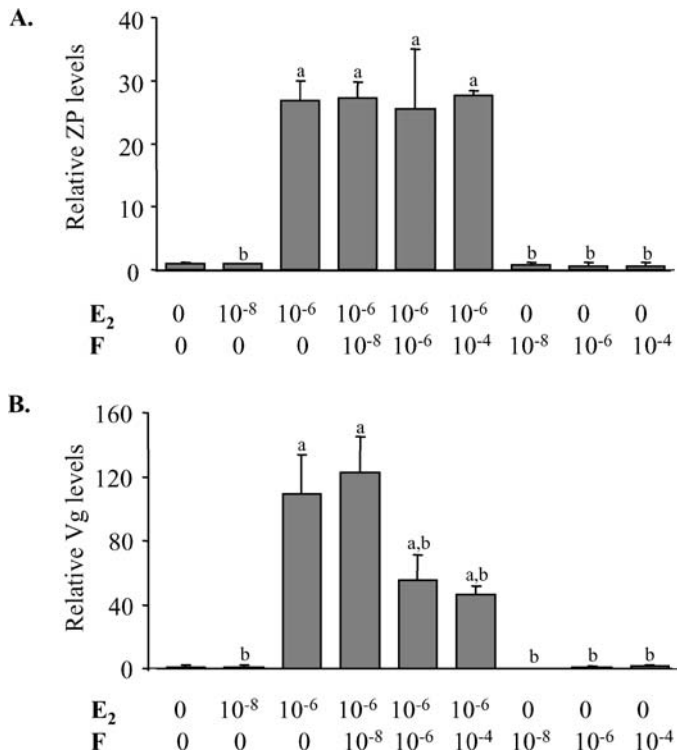 A.
Relative ZP levels
40
30
20
10
0
a a a a
b b b b
E₂ 0 10⁻⁸ 10⁻⁶ 10⁻⁶ 10⁻⁶ 10⁻⁶ 0 0 0
F 0 0 0 10⁻⁸ 10⁻⁶ 10⁻⁴ 10⁻⁸ 10⁻⁶ 10⁻⁴
B.
Relative Vg levels
160
120
80
40
0
a a a,b a,b
b b b b
E₂ 0 10⁻⁸ 10⁻⁶ 10⁻⁶ 10⁻⁶ 10⁻⁶ 0 0 0
F 0 0 0 10⁻⁸ 10⁻⁶ 10⁻⁴ 10⁻⁸ 10⁻⁶ 10⁻⁴